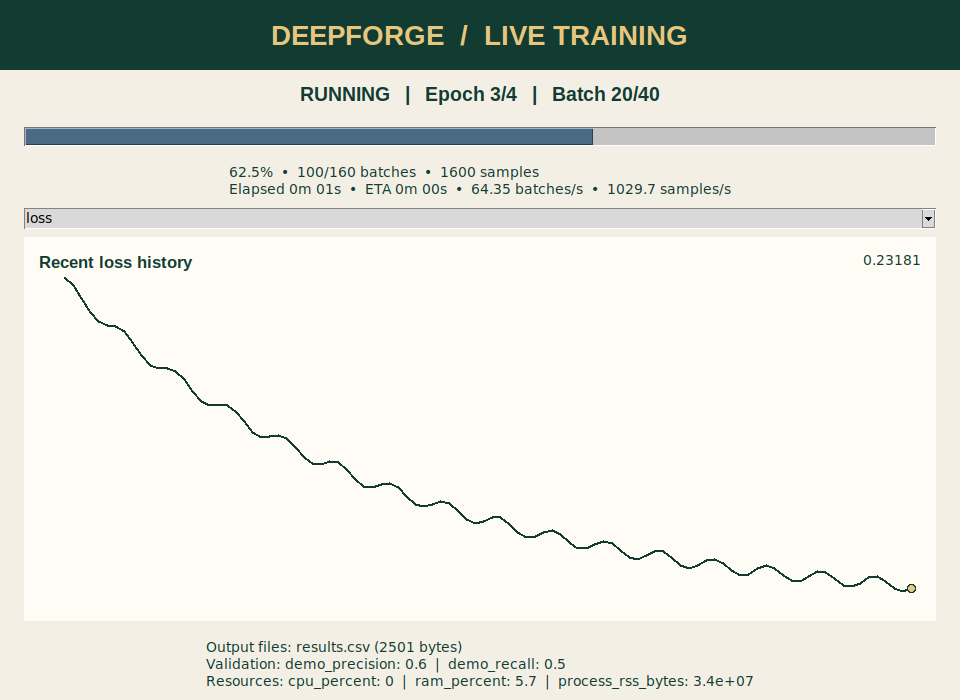 DEEPFORGE / LIVE TRAINING
RUNNING | Epoch 3/4 | Batch 20/40
62.5% • 100/160 batches • 1600 samples
Elapsed 0m 01s • ETA 0m 00s • 64.35 batches/s • 1029.7 samples/s
loss
Recent loss history
0.23181
Output files: results.csv (2501 bytes)
Validation: demo_precision: 0.6 | demo_recall: 0.5
Resources: cpu_percent: 0 | ram_percent: 5.7 | process_rss_bytes: 3.4e+07